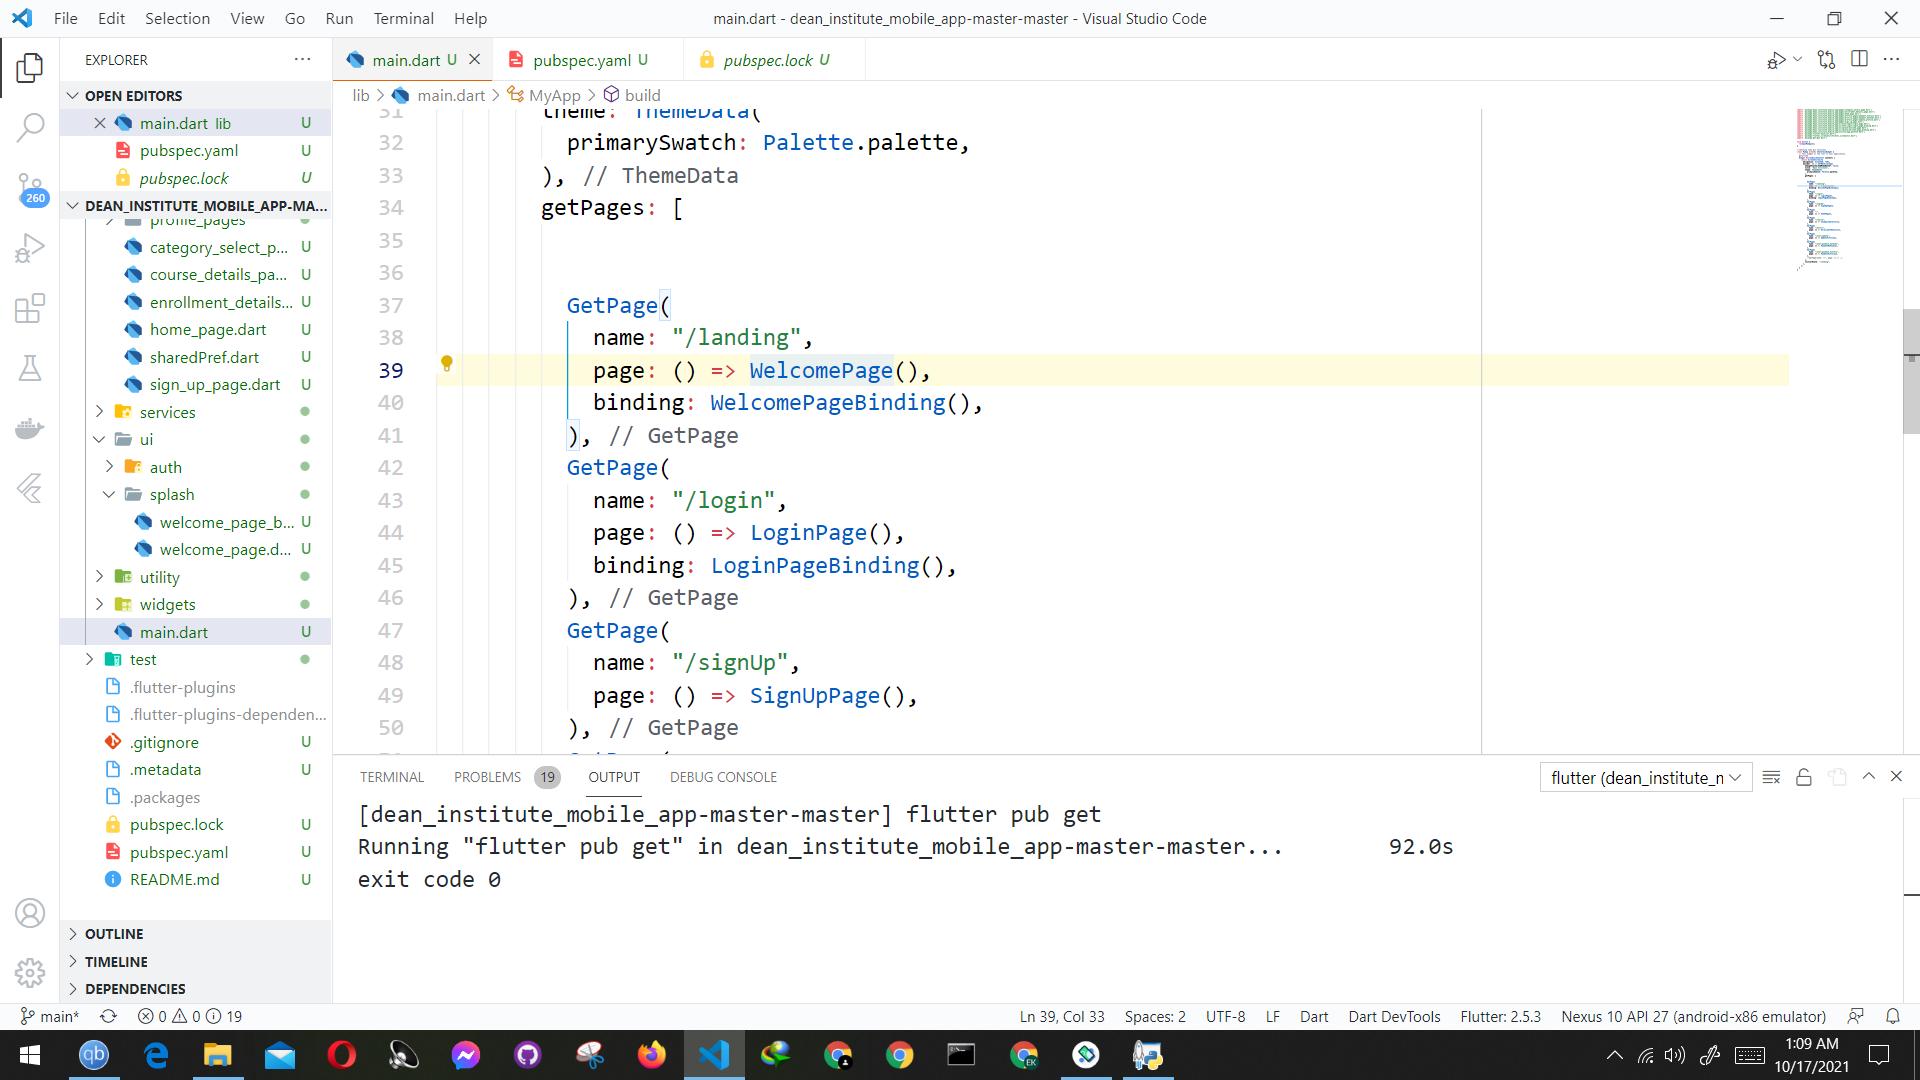 File Edit Selection View Go Run Terminal Help
main.dart - dean_institute_mobile_app-master-master - Visual Studio Code
EXPLORER
OPEN EDITORS
main.dart lib U
pubspec.yaml U
pubspec.lock U
DEAN_INSTITUTE_MOBILE_APP-MA...
profile_pages
category_select_p... U
course_details_pa... U
enrollment_details... U
home_page.dart U
sharedPref.dart U
sign_up_page.dart U
services
ui
auth
splash
welcome_page_b... U
welcome_page.d... U
utility
widgets
main.dart U
test
.flutter-plugins
.flutter-plugins-dependen...
.gitignore U
.metadata U
.packages
pubspec.lock U
pubspec.yaml U
README.md U
OUTLINE
TIMELINE
DEPENDENCIES
260
main.dart U
pubspec.yaml U
pubspec.lock U
lib > main.dart > MyApp > build
31 theme: ThemeData(
32 primarySwatch: Palette.palette,
33 ), // ThemeData
34 getPages: [
35
36
37 GetPage(
38 name: "/landing",
39 page: () => WelcomePage(),
40 binding: WelcomePageBinding(),
41 ), // GetPage
42 GetPage(
43 name: "/login",
44 page: () => LoginPage(),
45 binding: LoginPageBinding(),
46 ), // GetPage
47 GetPage(
48 name: "/signUp",
49 page: () => SignUpPage(),
50 ), // GetPage
TERMINAL PROBLEMS 19 OUTPUT DEBUG CONSOLE
flutter (dean_institute_n
[dean_institute_mobile_app-master-master] flutter pub get
Running "flutter pub get" in dean_institute_mobile_app-master-master... 92.0s
exit code 0
main* 0 0 19
Ln 39, Col 33 Spaces: 2 UTF-8 LF Dart Dart DevTools Flutter: 2.5.3 Nexus 10 API 27 (android-x86 emulator)
qb
EK
1:09 AM
10/17/2021